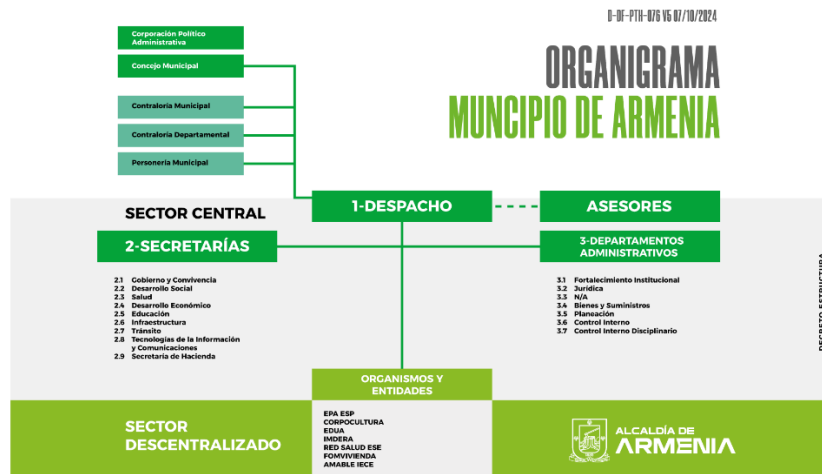 D-DF-PTH-076 V5 07/10/2024
ORGANIGRAMA
MUNCIPIO DE ARMENIA
Corporación Político
Administrativa
Concejo Municipal
Contraloría Municipal
Contraloría Departamental
Personería Municipal
SECTOR CENTRAL
1-DESPACHO
ASESORES
2-SECRETARÍAS
3-DEPARTAMENTOS
ADMINISTRATIVOS
2.1 Gobierno y Convivencia
2.2 Desarrollo Social
2.3 Salud
2.4 Desarrollo Económico
2.5 Educación
2.6 Infraestructura
2.7 Tránsito
2.8 Tecnologías de la Información
y Comunicaciones
2.9 Secretaría de Hacienda
3.1 Fortalecimiento Institucional
3.2 Jurídica
3.3 N/A
3.4 Bienes y Suministros
3.5 Planeación
3.6 Control Interno
3.7 Control Interno Disciplinario
DECRETO ESTRUCTURA
ORGANISMOS Y
ENTIDADES
SECTOR
DESCENTRALIZADO
EPA ESP
CORPOCULTURA
EDUA
IMDERA
RED SALUD ESE
FOMVIVIENDA
AMABLE IECE
ALCALDÍA DE
ARMENIA